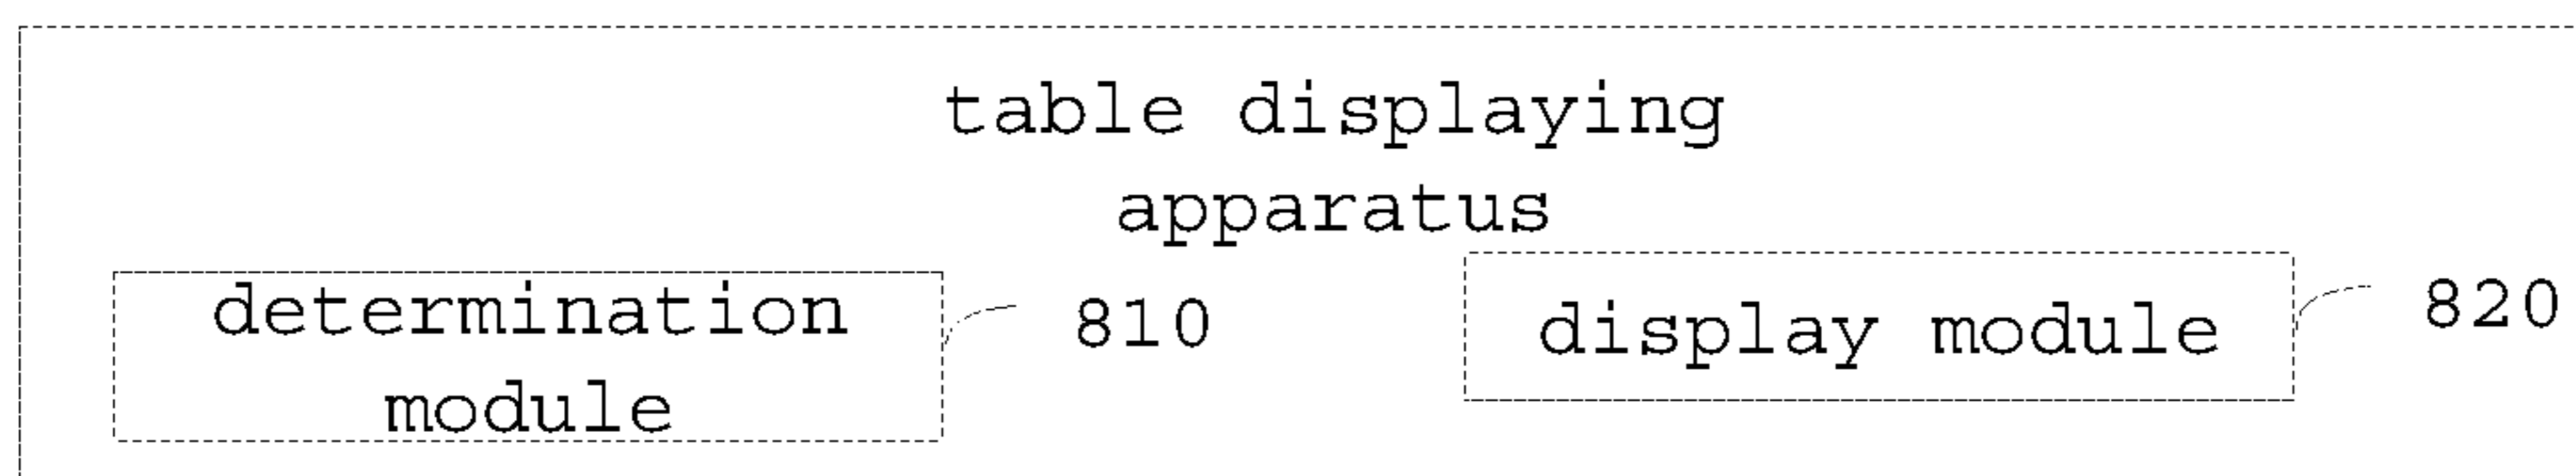 table displaying
apparatus
determination
module
810
display module
820